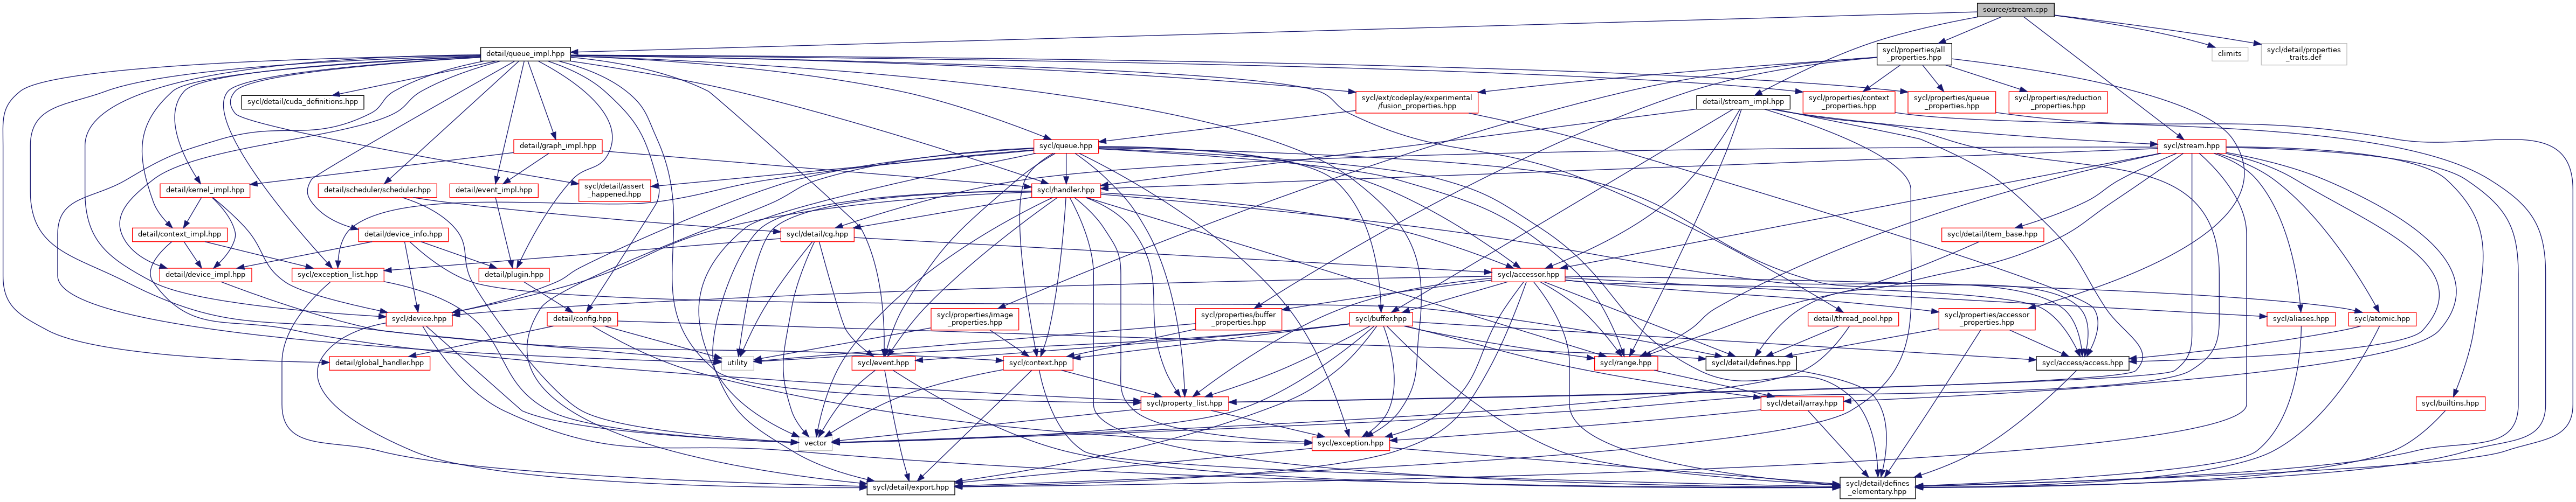 source/stream.cpp
detail/queue_impl.hpp
sycl/properties/all
_properties.hpp
climits
sycl/detail/properties
_traits.def
sycl/detail/cuda_definitions.hpp
sycl/ext/codeplay/experimental
/fusion_properties.hpp
detail/stream_impl.hpp
sycl/properties/context
_properties.hpp
sycl/properties/queue
_properties.hpp
sycl/properties/reduction
_properties.hpp
detail/graph_impl.hpp
sycl/queue.hpp
sycl/stream.hpp
detail/kernel_impl.hpp
detail/scheduler/scheduler.hpp
detail/event_impl.hpp
sycl/detail/assert
_happened.hpp
sycl/handler.hpp
detail/context_impl.hpp
detail/device_info.hpp
sycl/detail/cg.hpp
sycl/detail/item_base.hpp
detail/device_impl.hpp
sycl/exception_list.hpp
detail/plugin.hpp
sycl/accessor.hpp
sycl/device.hpp
detail/config.hpp
sycl/properties/image
_properties.hpp
sycl/properties/buffer
_properties.hpp
sycl/buffer.hpp
detail/thread_pool.hpp
sycl/properties/accessor
_properties.hpp
sycl/aliases.hpp
sycl/atomic.hpp
detail/global_handler.hpp
utility
sycl/event.hpp
sycl/context.hpp
sycl/range.hpp
sycl/detail/defines.hpp
sycl/access/access.hpp
sycl/property_list.hpp
sycl/detail/array.hpp
sycl/builtins.hpp
vector
sycl/exception.hpp
sycl/detail/export.hpp
sycl/detail/defines
_elementary.hpp